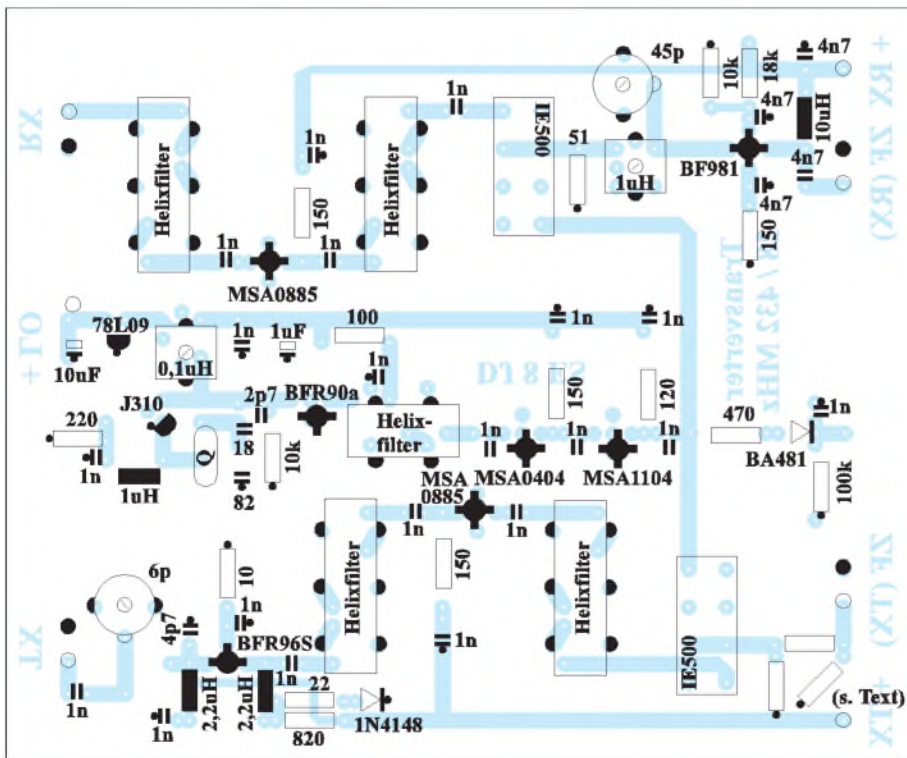 45p
4n7
+ RX
10k
18k
4n7
10uH
RX
Helixfilter
1n
1n
Helixfilter
IE500
51
BF981
4n7
ZF (RX)
1uH
4n7
150
150
1n
1n
MSA0885
Transverter
28 / 432 MHz
+ LO
78L09
1n
1uF
100
1n
1n
10uF
0,1uH
1n
DJ 8 ES
2p7
BFR90a
150
120
J310
220
18
10k
Helix-
filter
470
1n
1n
1n
1n
1n
Q
MSA0404
MSA1104
BA481
1uH
82
MSA
0885
100k
1n
1n
6p
10
Helixfilter
150
Helixfilter
ZF (TX)
1n
4p7
BFR96S
1n
TX
1n
IE500
1n
1n
2,2uH
2,2uH
22
820
1N4148
(s. Text)
+ TX